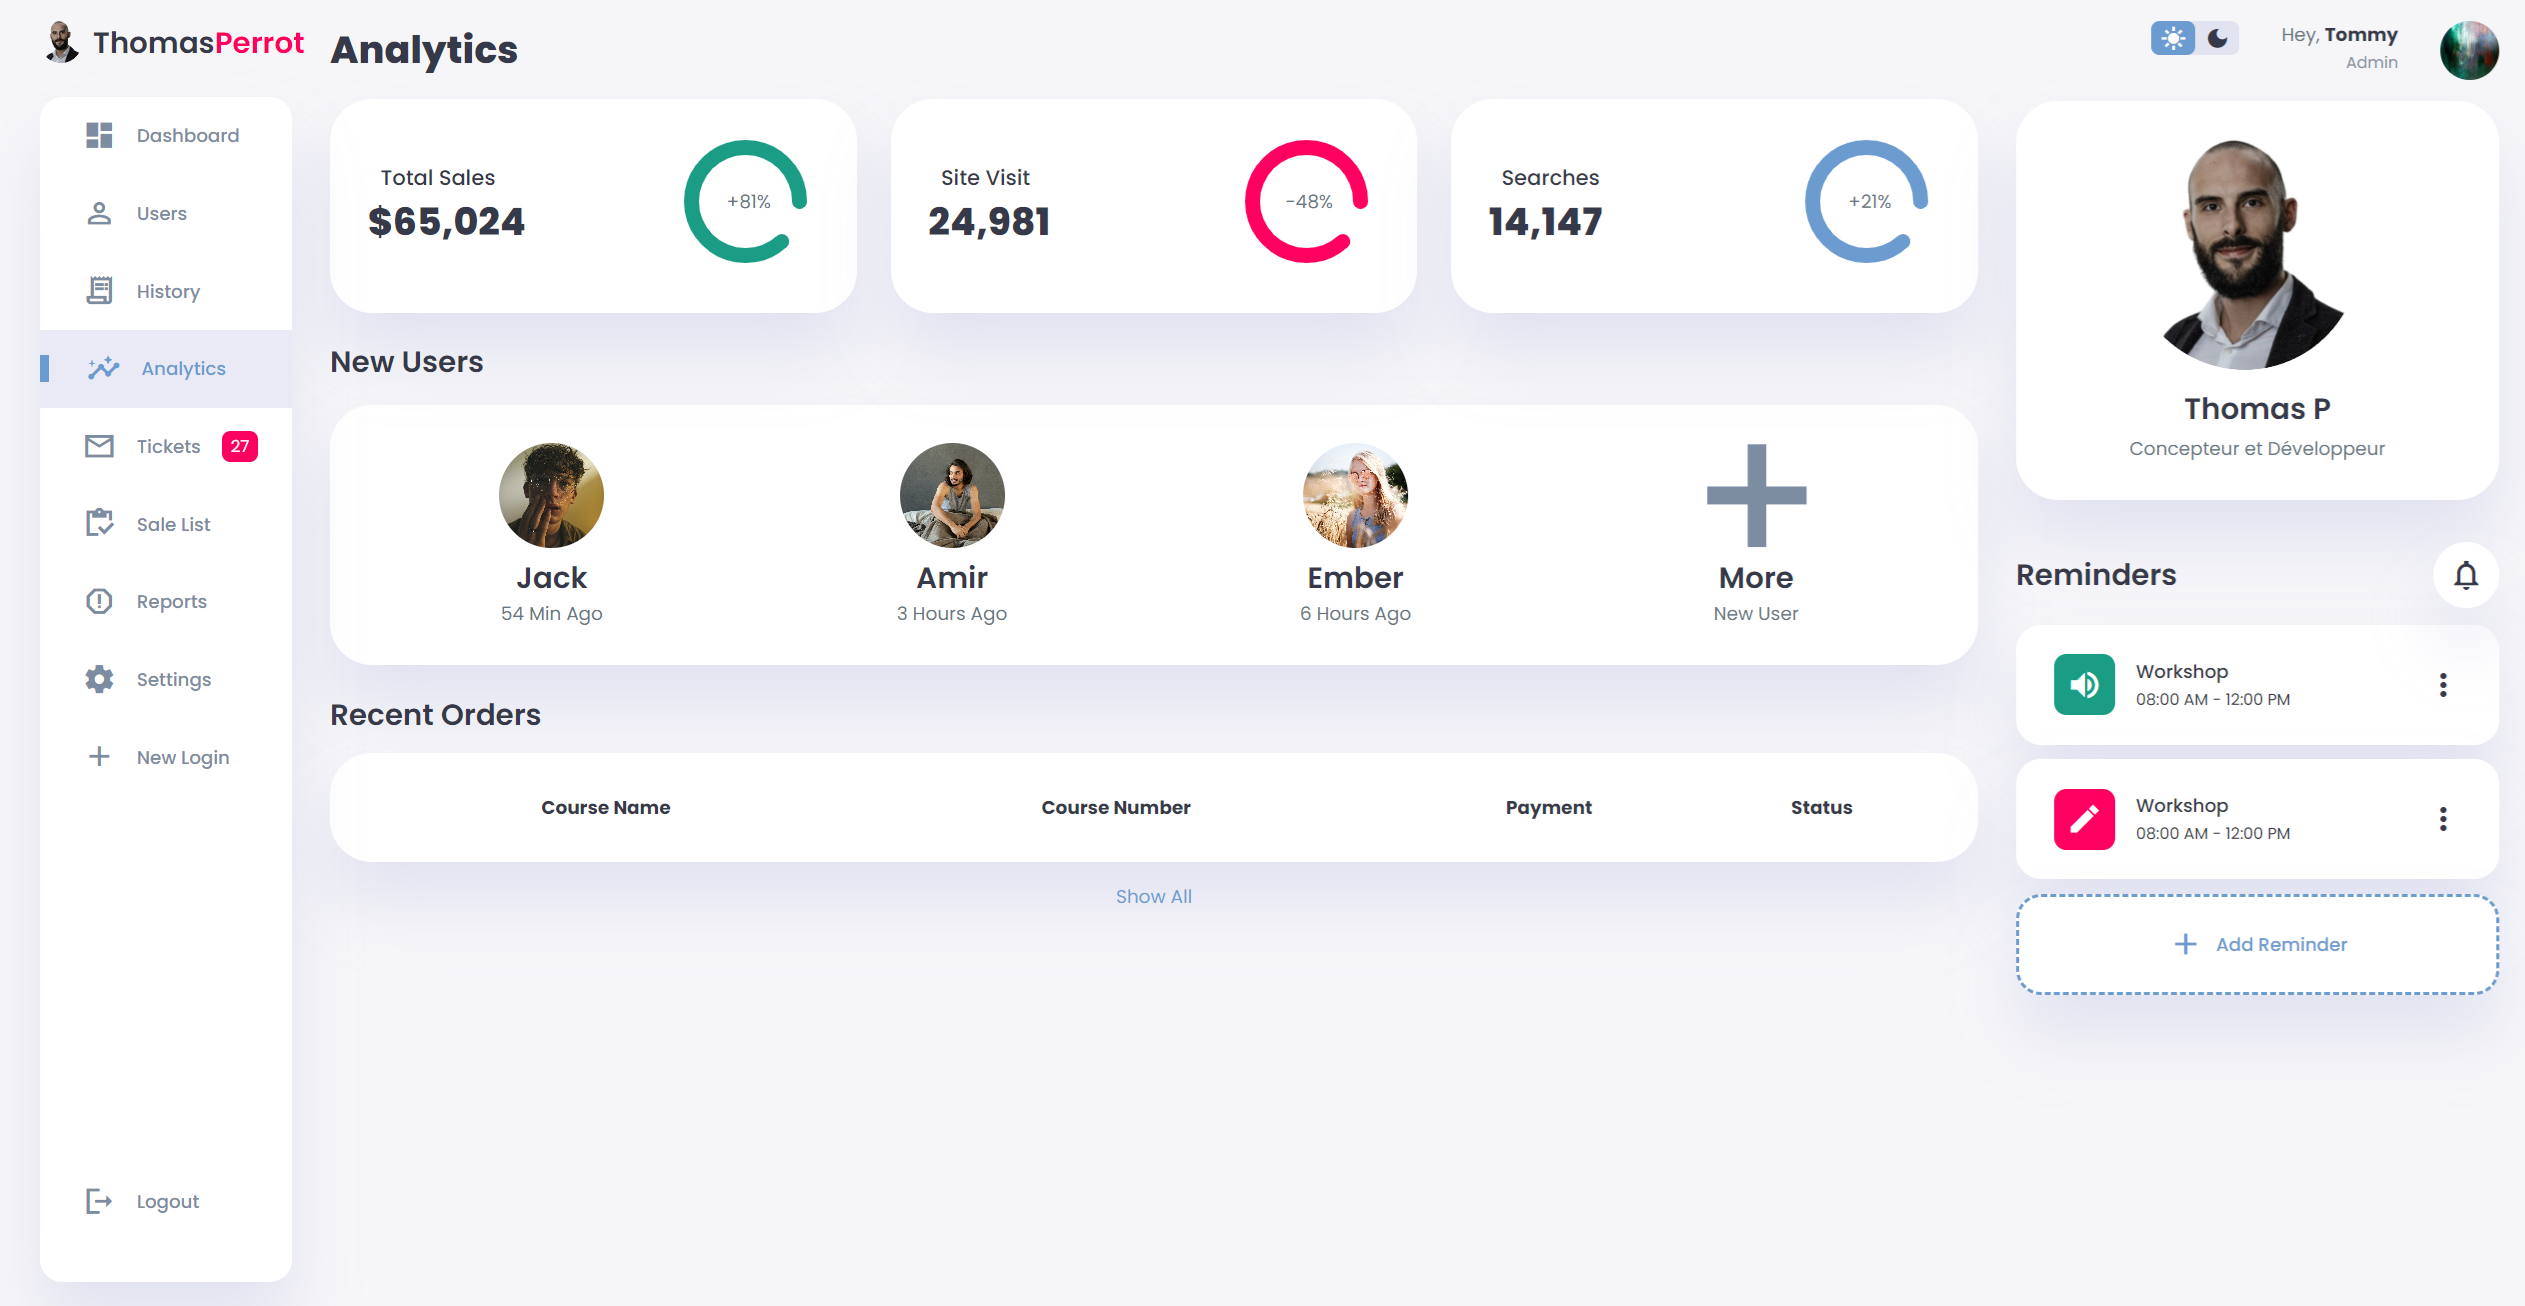 ThomasPerrot
Analytics
Hey, Tommy
Admin
Dashboard
Users
History
Analytics
Tickets 27
Sale List
Reports
Settings
New Login
Logout
Total Sales
$65,024
+81%
Site Visit
24,981
-48%
Searches
14,147
+21%
New Users
Jack
54 Min Ago
Amir
3 Hours Ago
Ember
6 Hours Ago
More
New User
Recent Orders
Course Name Course Number Payment Status
Show All
Thomas P
Concepteur et Développeur
Reminders
Workshop
08:00 AM - 12:00 PM
Workshop
08:00 AM - 12:00 PM
Add Reminder